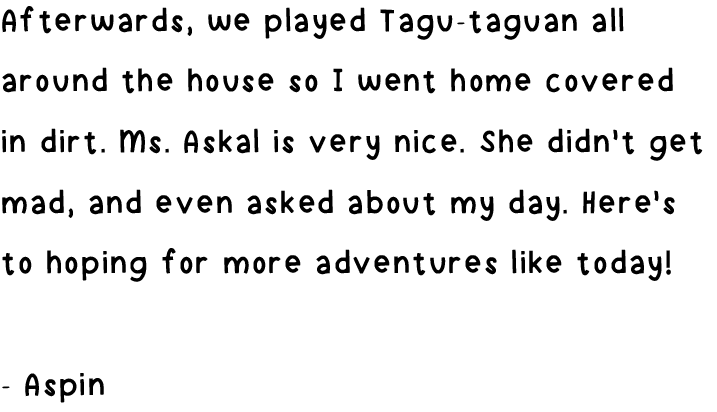 Afterwards, we played Tagu-taguan all
around the house so I went home covered
in dirt. Ms. Askal is very nice. She didn't get
mad, and even asked about my day. Here's
to hoping for more adventures like today!
- Aspin